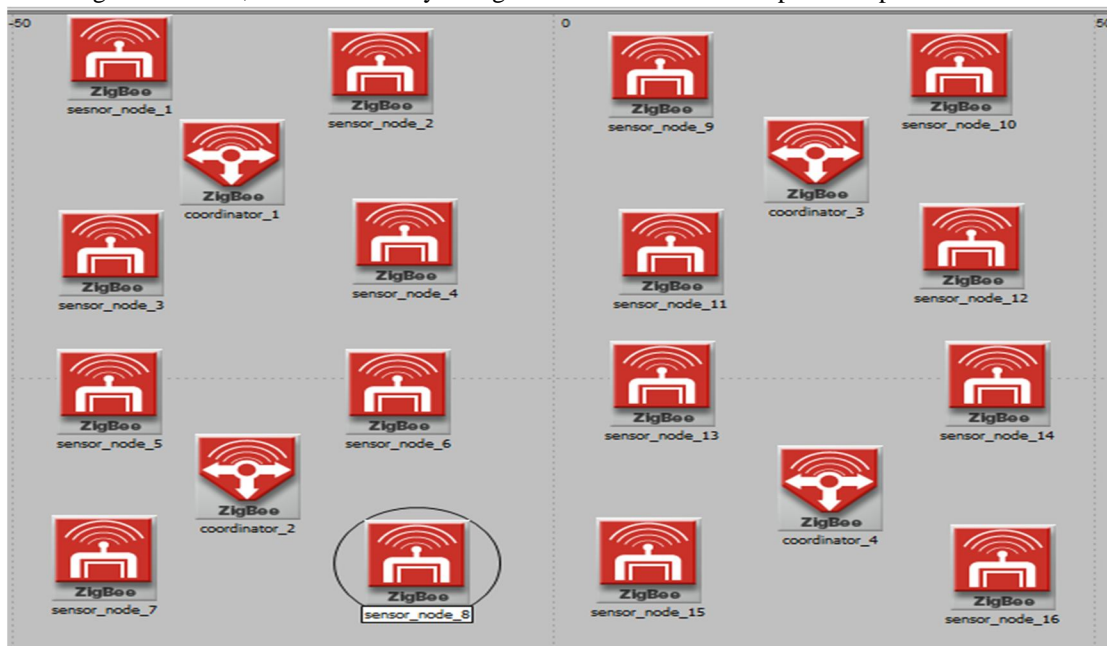 -50
0
50
ZigBee
sesnor_node_1
ZigBee
sensor_node_2
ZigBee
sensor_node_9
ZigBee
sensor_node_10
ZigBee
coordinator_1
ZigBee
coordinator_3
ZigBee
sensor_node_3
ZigBee
sensor_node_4
ZigBee
sensor_node_11
ZigBee
sensor_node_12
ZigBee
sensor_node_5
ZigBee
sensor_node_6
ZigBee
sensor_node_13
ZigBee
sensor_node_14
ZigBee
coordinator_2
ZigBee
coordinator_4
ZigBee
sensor_node_7
ZigBee
sensor_node_8
ZigBee
sensor_node_15
ZigBee
sensor_node_16